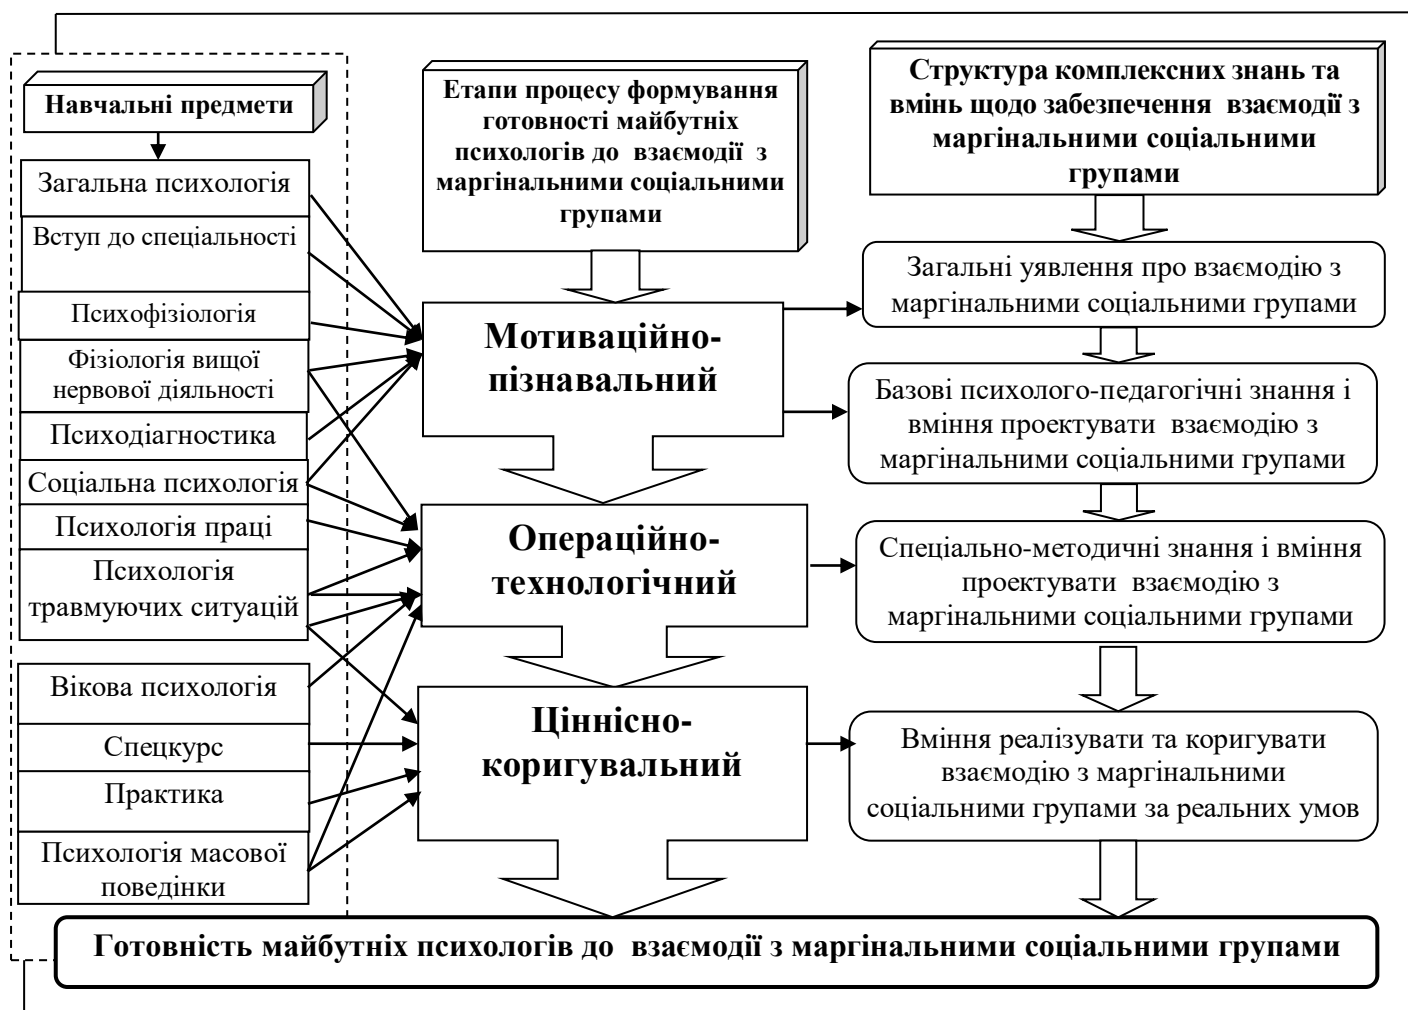 Навчальні предмети
Загальна психологія
Вступ до спеціальності
Психофізіологія
Фізіологія вищої
нервової діяльності
Психодіагностика
Соціальна психологія
Психологія праці
Психологія
травмуючих ситуацій
Вікова психологія
Спецкурс
Практика
Психологія масової
поведінки
Етапи процесу формування
готовності майбутніх
психологів до взаємодії з
маргінальними соціальними
групами
Мотиваційно-
пізнавальний
Операційно-
технологічний
Ціннісно-
коригувальний
Структура комплексних знань та
вмінь щодо забезпечення взаємодії з
маргінальними соціальними
групами
Загальні уявлення про взаємодію з
маргінальними соціальними групами
Базові психолого-педагогічні знання і
вміння проектувати взаємодію з
маргінальними соціальними групами
Спеціально-методичні знання і вміння
проектувати взаємодію з
маргінальними соціальними групами
Вміння реалізувати та коригувати
взаємодію з маргінальними
соціальними групами за реальних умов
Готовність майбутніх психологів до взаємодії з маргінальними соціальними групами